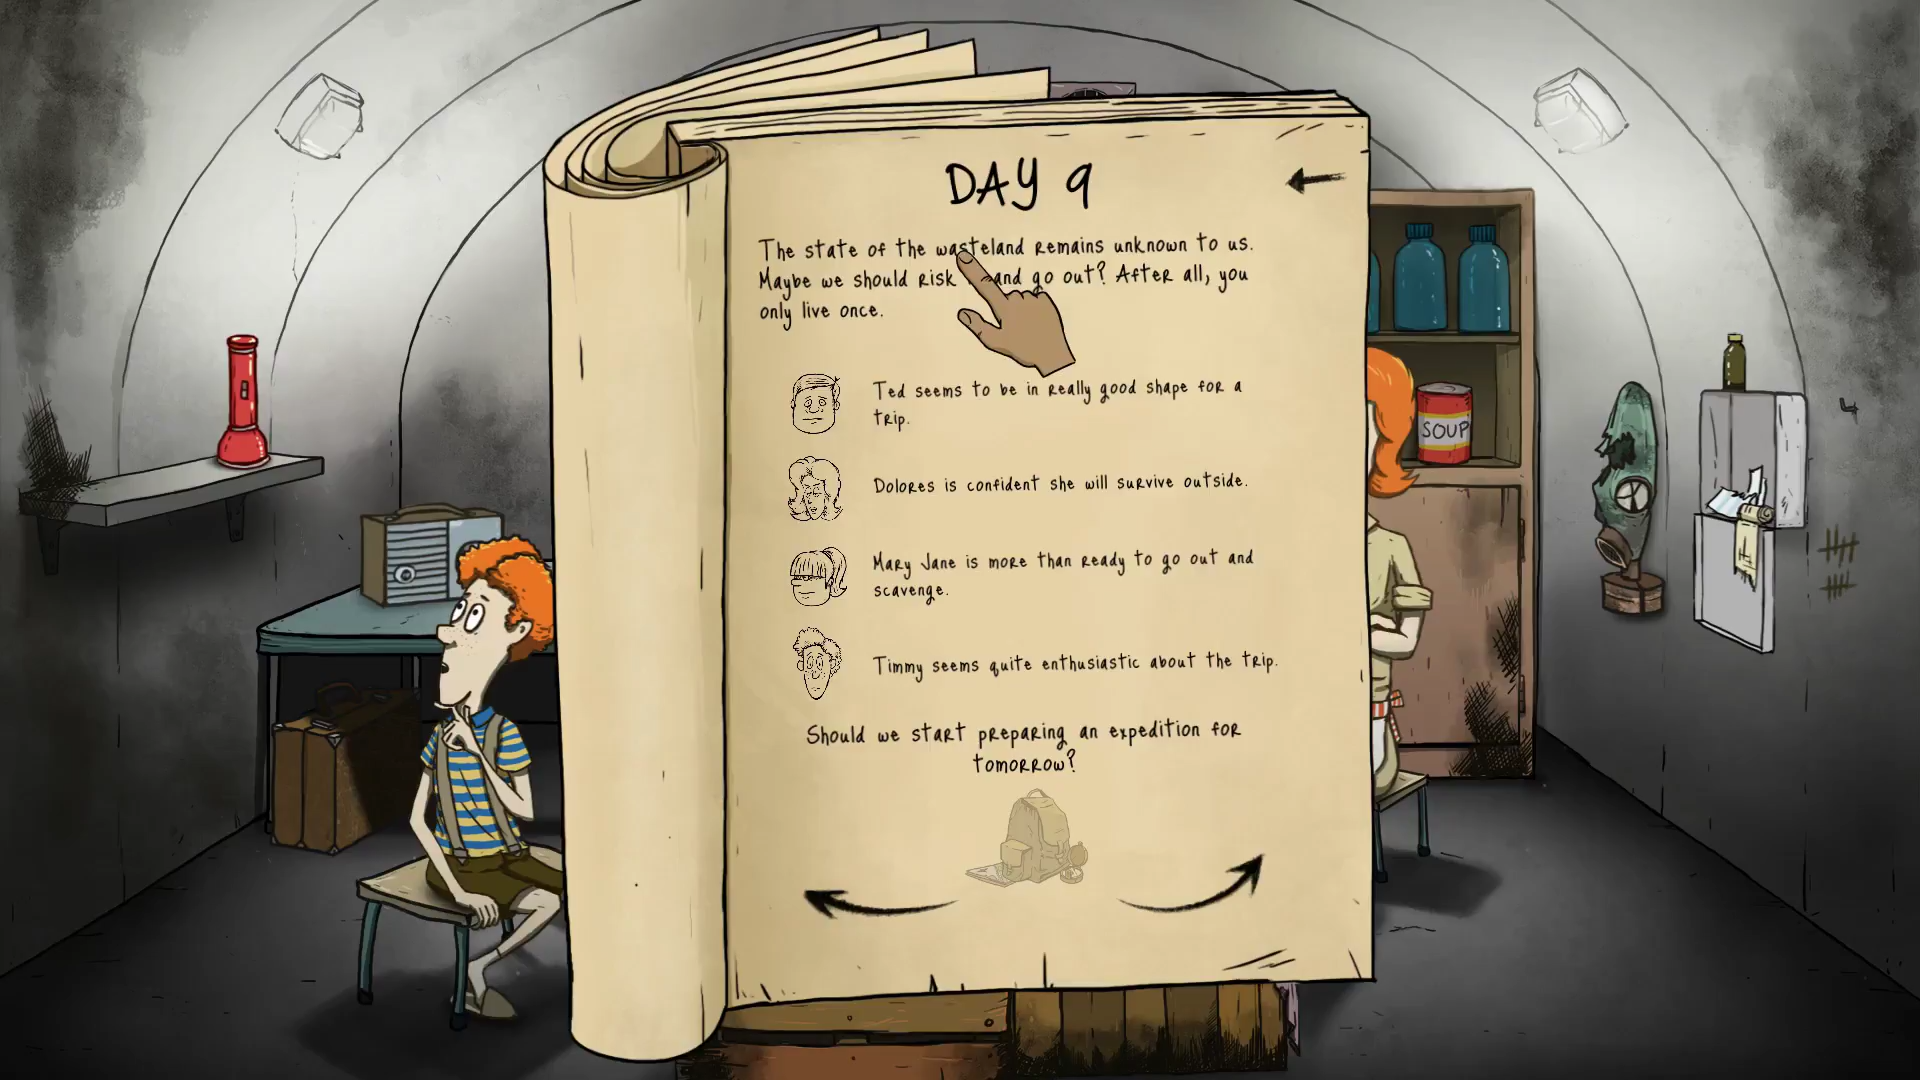 DAY 9
The state of the wasteland remains unknown to us.
Maybe we should risk and go out? After all, you
only live once.
Ted seems to be in really good shape for a
trip.
Dolores is confident she will survive outside.
Mary Jane is more than ready to go out and
scavenge.
Timmy seems quite enthusiastic about the trip.
Should we start preparing an expedition for
tomorrow?
SOUP